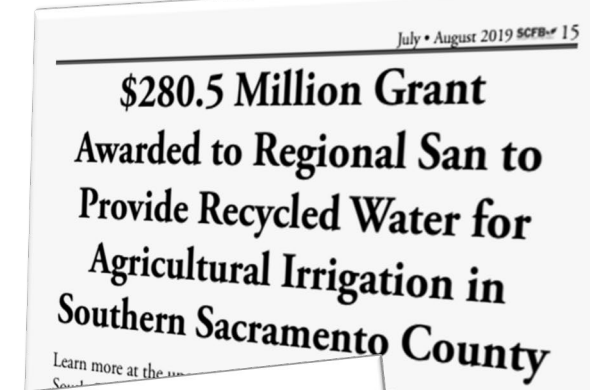 July • August 2019 SCFB 15
$280.5 Million Grant
Awarded to Regional San to
Provide Recycled Water for
Agricultural Irrigation in
Southern Sacramento County
Learn more at the